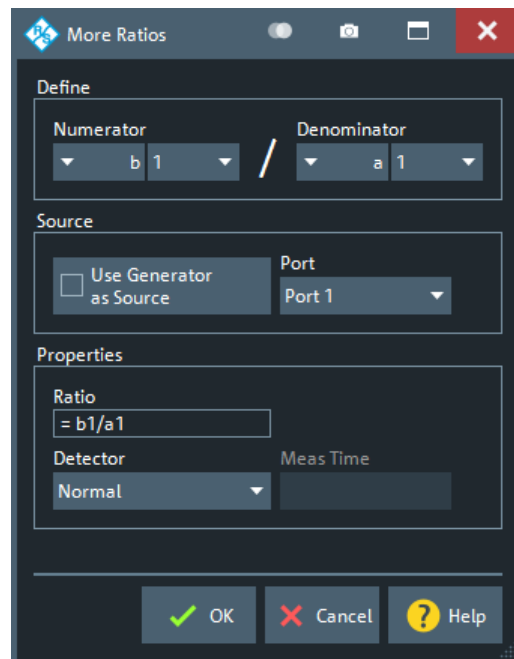 More Ratios
Define
Numerator Denominator
b 1 / a 1
Source
Use Generator
as Source
Port
Port 1
Properties
Ratio
= b1/a1
Detector Meas Time
Normal
OK Cancel ? Help